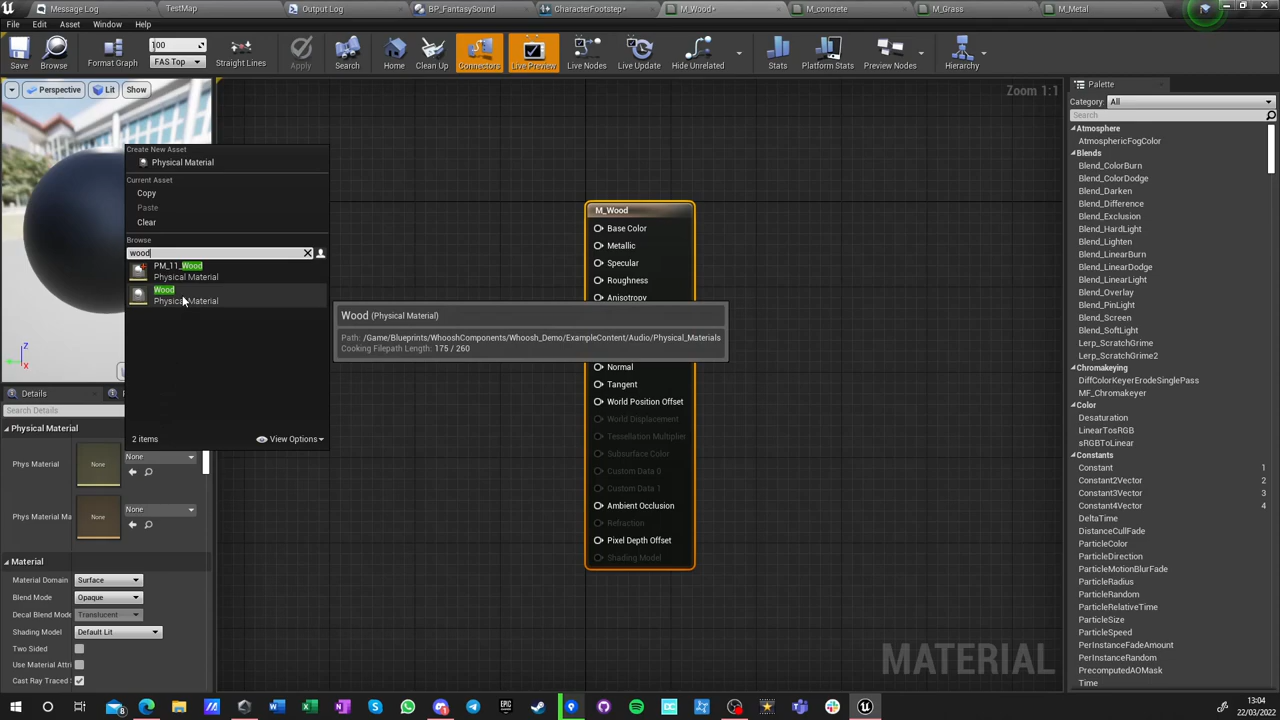 Message Log
TestMap
Output Log
BP_FantasySound
CharacterFootstep*
M_Wood*
M_concrete
M_Grass
M_Metal
File
Edit
Asset
Window
Help
Save
Browse
100
FAS Top
Format Graph
Straight Lines
Apply
Search
Home
Clean Up
Connectors
Live Preview
Live Nodes
Live Update
Hide Unrelated
Stats
Platform Stats
Preview Nodes
Hierarchy
Perspective
Lit
Show
Zoom 1:1
Create New Asset
Physical Material
Current Asset
Copy
Paste
Clear
Browse
wood
PM_11_Wood
Physical Material
Wood
Physical Material
2 items
View Options
Wood (Physical Material)
Path: /Game/Blueprints/WhooshComponents/Whoosh_Demo/ExampleContent/Audio/Physical_Materials
Cooking Filepath Length: 175 / 260
M_Wood
Base Color
Metallic
Specular
Roughness
Anisotropy
Normal
Tangent
World Position Offset
World Displacement
Tessellation Multiplier
Subsurface Color
Custom Data 0
Custom Data 1
Ambient Occlusion
Refraction
Pixel Depth Offset
Shading Model
MATERIAL
Details
Search Details
Physical Material
Phys Material
None
None
Phys Material Ma
None
None
Material
Material Domain
Surface
Blend Mode
Opaque
Decal Blend Mode
Translucent
Shading Model
Default Lit
Two Sided
Use Material Attri
Cast Ray Traced S
Palette
Category:
All
Search
Atmosphere
AtmosphericFogColor
Blends
Blend_ColorBurn
Blend_ColorDodge
Blend_Darken
Blend_Difference
Blend_Exclusion
Blend_HardLight
Blend_Lighten
Blend_LinearBurn
Blend_LinearDodge
Blend_LinearLight
Blend_Overlay
Blend_PinLight
Blend_Screen
Blend_SoftLight
Lerp_ScratchGrime
Lerp_ScratchGrime2
Chromakeying
DiffColorKeyerErodeSinglePass
MF_Chromakeyer
Color
Desaturation
LinearTosRGB
sRGBToLinear
Constants
Constant 1
Constant2Vector 2
Constant3Vector 3
Constant4Vector 4
DeltaTime
DistanceCullFade
ParticleColor
ParticleDirection
ParticleMotionBlurFade
ParticleRadius
ParticleRandom
ParticleRelativeTime
ParticleSize
ParticleSpeed
PerInstanceFadeAmount
PerInstanceRandom
PrecomputedAOMask
Time
13:04
22/03/2022